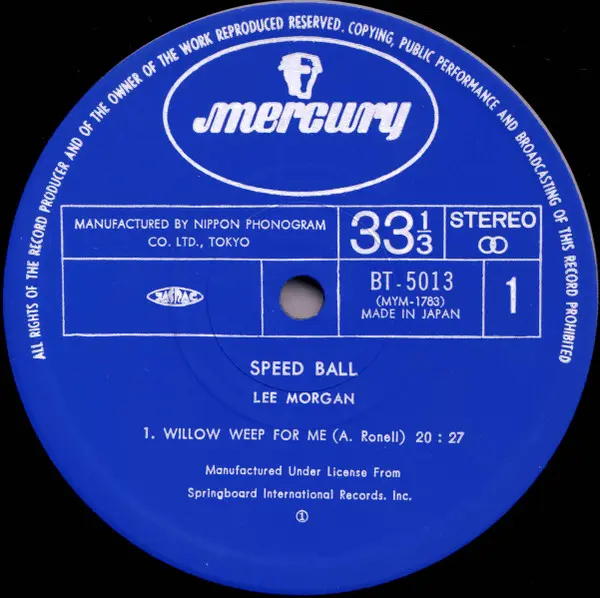 ALL RIGHTS OF THE RECORD PRODUCER AND OF THE OWNER OF THE WORK REPRODUCED RESERVED. COPYING, PUBLIC PERFORMANCE AND BROADCASTING OF THIS RECORD PROHIBITED
mercury
MANUFACTURED BY NIPPON PHONOGRAM
CO. LTD., TOKYO
33 1/3
STEREO
JASRAC
BT-5013
(MYM-1783)
MADE IN JAPAN
1
SPEED BALL
LEE MORGAN
1. WILLOW WEEP FOR ME (A. Ronell) 20 : 27
Manufactured Under License From
Springboard International Records. Inc.
①